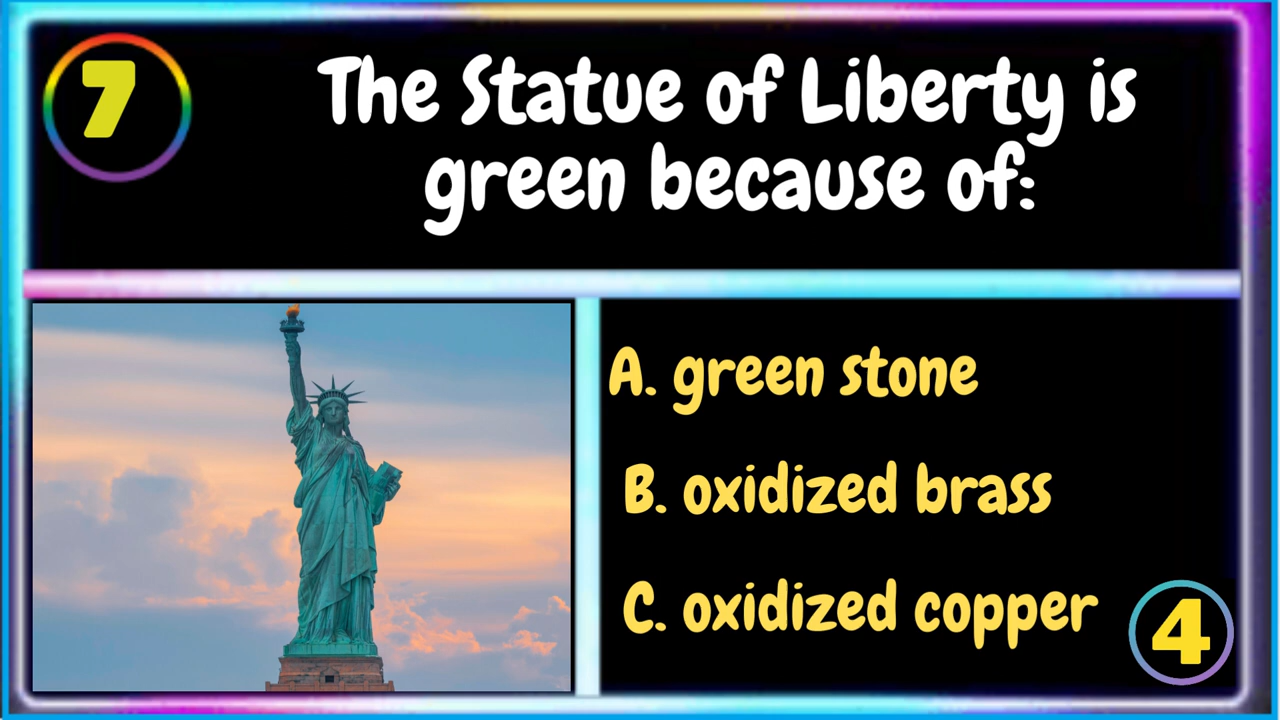 7
The Statue of Liberty is
green because of:
A. green stone
B. oxidized brass
C. oxidized copper
4